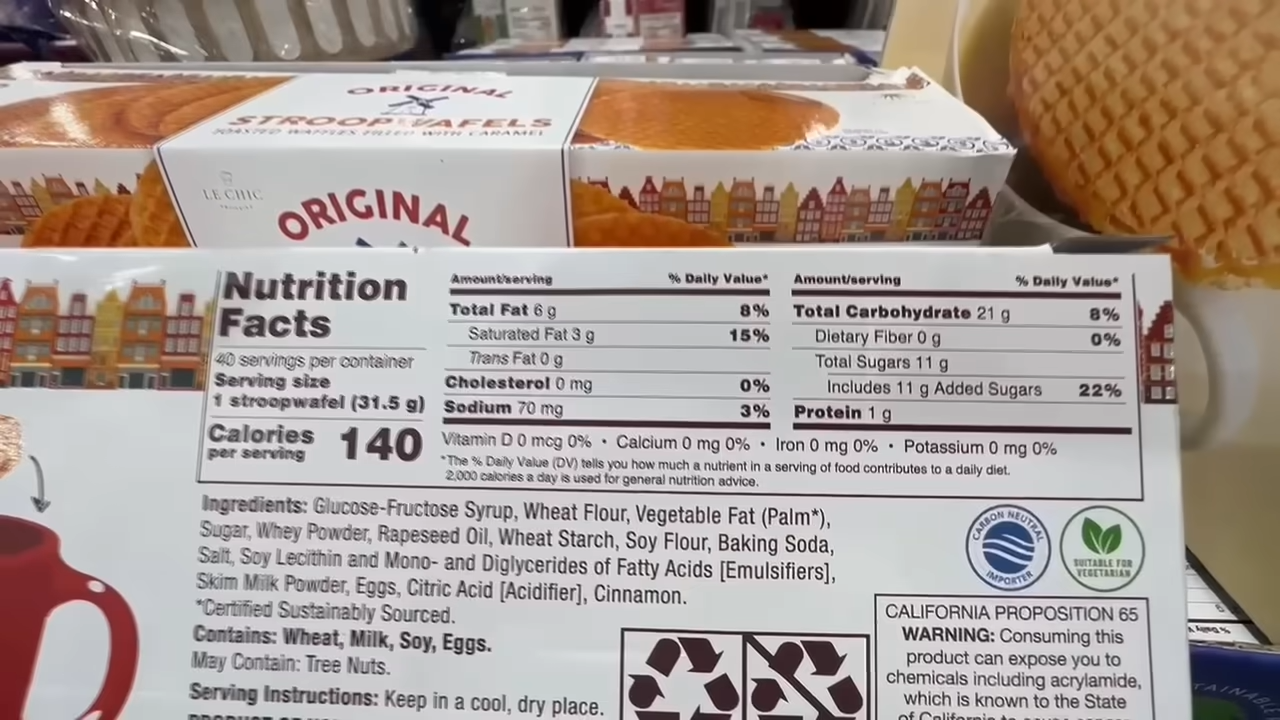 ORIGINAL
STROOPWAFELS
TOASTED WAFFLES FILLED WITH CARAMEL
LE CHIC
ORIGINAL
Nutrition
Facts
40 servings per container
Serving size
1 stroopwafel (31.5 g)
Calories
per serving
140
Amount/serving % Daily Value*
Total Fat 6 g 8%
Saturated Fat 3 g 15%
Trans Fat 0 g
Cholesterol 0 mg 0%
Sodium 70 mg 3%
Amount/serving % Daily Value*
Total Carbohydrate 21 g 8%
Dietary Fiber 0 g 0%
Total Sugars 11 g
Includes 11 g Added Sugars 22%
Protein 1 g
Vitamin D 0 mcg 0% • Calcium 0 mg 0% • Iron 0 mg 0% • Potassium 0 mg 0%
*The % Daily Value (DV) tells you how much a nutrient in a serving of food contributes to a daily diet.
2,000 calories a day is used for general nutrition advice.
Ingredients: Glucose-Fructose Syrup, Wheat Flour, Vegetable Fat (Palm*),
Sugar, Whey Powder, Rapeseed Oil, Wheat Starch, Soy Flour, Baking Soda,
Salt, Soy Lecithin and Mono- and Diglycerides of Fatty Acids [Emulsifiers],
Skim Milk Powder, Eggs, Citric Acid [Acidifier], Cinnamon.
*Certified Sustainably Sourced.
Contains: Wheat, Milk, Soy, Eggs.
May Contain: Tree Nuts.
Serving Instructions: Keep in a cool, dry place.
CARBON NEUTRAL
IMPORTER
SUITABLE FOR
VEGETARIAN
CALIFORNIA PROPOSITION 65
WARNING: Consuming this
product can expose you to
chemicals including acrylamide,
which is known to the State
of California to cause